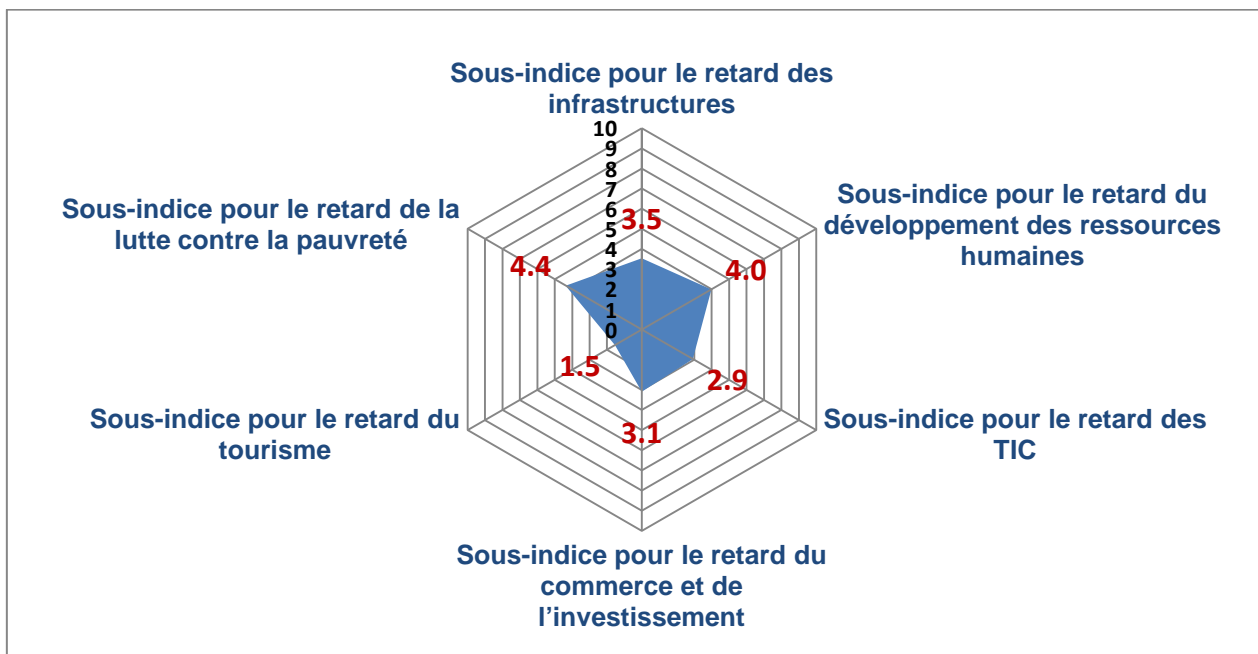 Sous-indice pour le retard des
infrastructures
10
9
8
7
6
5
4
3
2
1
0
3.5
Sous-indice pour le retard du
développement des ressources
humaines
4.0
Sous-indice pour le retard des
TIC
2.9
Sous-indice pour le retard du
commerce et de
l’investissement
3.1
Sous-indice pour le retard du
tourisme
1.5
Sous-indice pour le retard de la
lutte contre la pauvreté
4.4